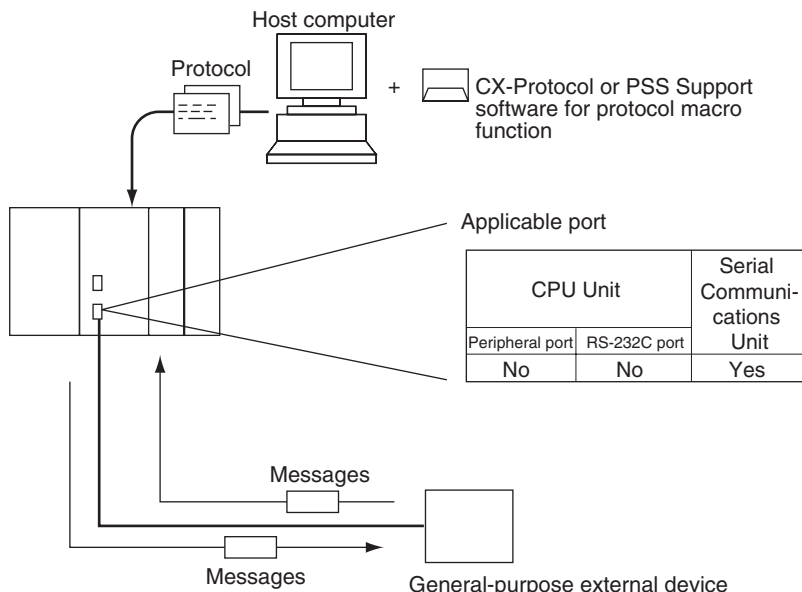 Host computer
Protocol
+
CX-Protocol or PSS Support
software for protocol macro
function
Applicable port
CPU Unit
Serial
Communi-
cations
Unit
Peripheral port
RS-232C port
No
No
Yes
Messages
Messages
General-purpose external device